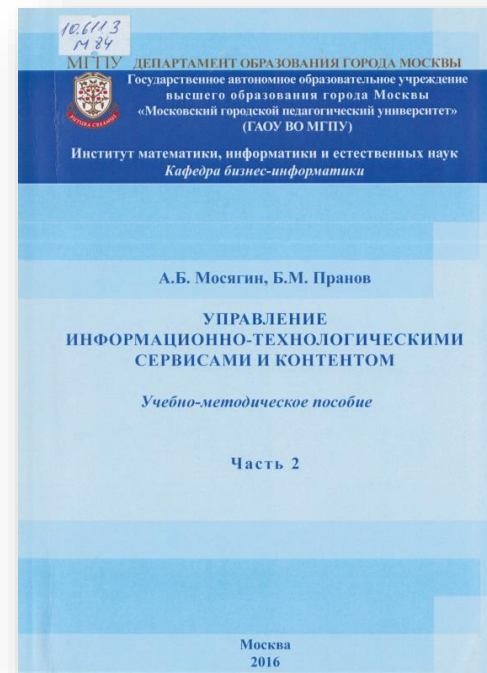 10.611.3
М 84
МГПУ ДЕПАРТАМЕНТ ОБРАЗОВАНИЯ ГОРОДА МОСКВЫ
Государственное автономное образовательное учреждение
высшего образования города Москвы
«Московский городской педагогический университет»
(ГАОУ ВО МГПУ)
Институт математики, информатики и естественных наук
Кафедра бизнес-информатики
А.Б. Мосягин, Б.М. Пранов
УПРАВЛЕНИЕ
ИНФОРМАЦИОННО-ТЕХНОЛОГИЧЕСКИМИ
СЕРВИСАМИ И КОНТЕНТОМ
Учебно-методическое пособие
Часть 2
Москва
2016